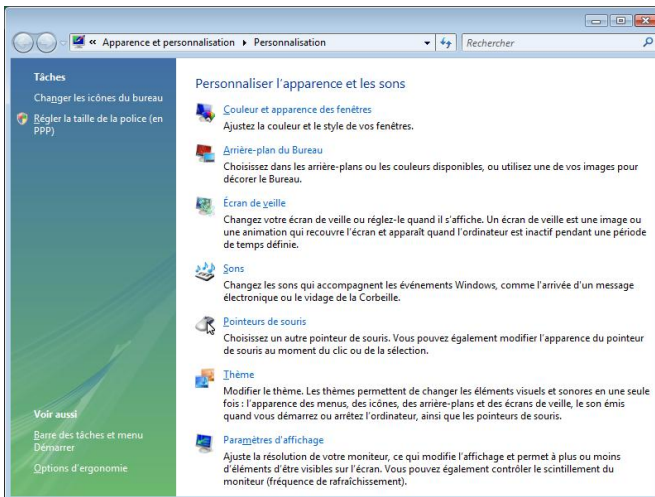 « Apparence et personnalisation ▸ Personnalisation
Rechercher
Tâches
Changer les icônes du bureau
Régler la taille de la police (en
PPP)
Voir aussi
Barre des tâches et menu
Démarrer
Options d'ergonomie
Personnaliser l'apparence et les sons
Couleur et apparence des fenêtres
Ajustez la couleur et le style de vos fenêtres.
Arrière-plan du Bureau
Choisissez dans les arrière-plans ou les couleurs disponibles, ou utilisez une de vos images pour
décorer le Bureau.
Écran de veille
Changez votre écran de veille ou réglez-le quand il s'affiche. Un écran de veille est une image ou
une animation qui recouvre l'écran et apparaît quand l'ordinateur est inactif pendant une période
de temps définie.
Sons
Changez les sons qui accompagnent les événements Windows, comme l'arrivée d'un message
électronique ou le vidage de la Corbeille.
Pointeurs de souris
Choisissez un autre pointeur de souris. Vous pouvez également modifier l'apparence du pointeur
de souris au moment du clic ou de la sélection.
Thème
Modifier le thème. Les thèmes permettent de changer les éléments visuels et sonores en une seule
fois : l'apparence des menus, des icônes, des arrière-plans et des écrans de veille, le son émis
quand vous démarrez ou arrêtez l'ordinateur, ainsi que les pointeurs de souris.
Paramètres d'affichage
Ajuste la résolution de votre moniteur, ce qui modifie l'affichage et permet à plus ou moins
d'éléments d'être visibles sur l'écran. Vous pouvez également contrôler le scintillement du
moniteur (fréquence de rafraîchissement).